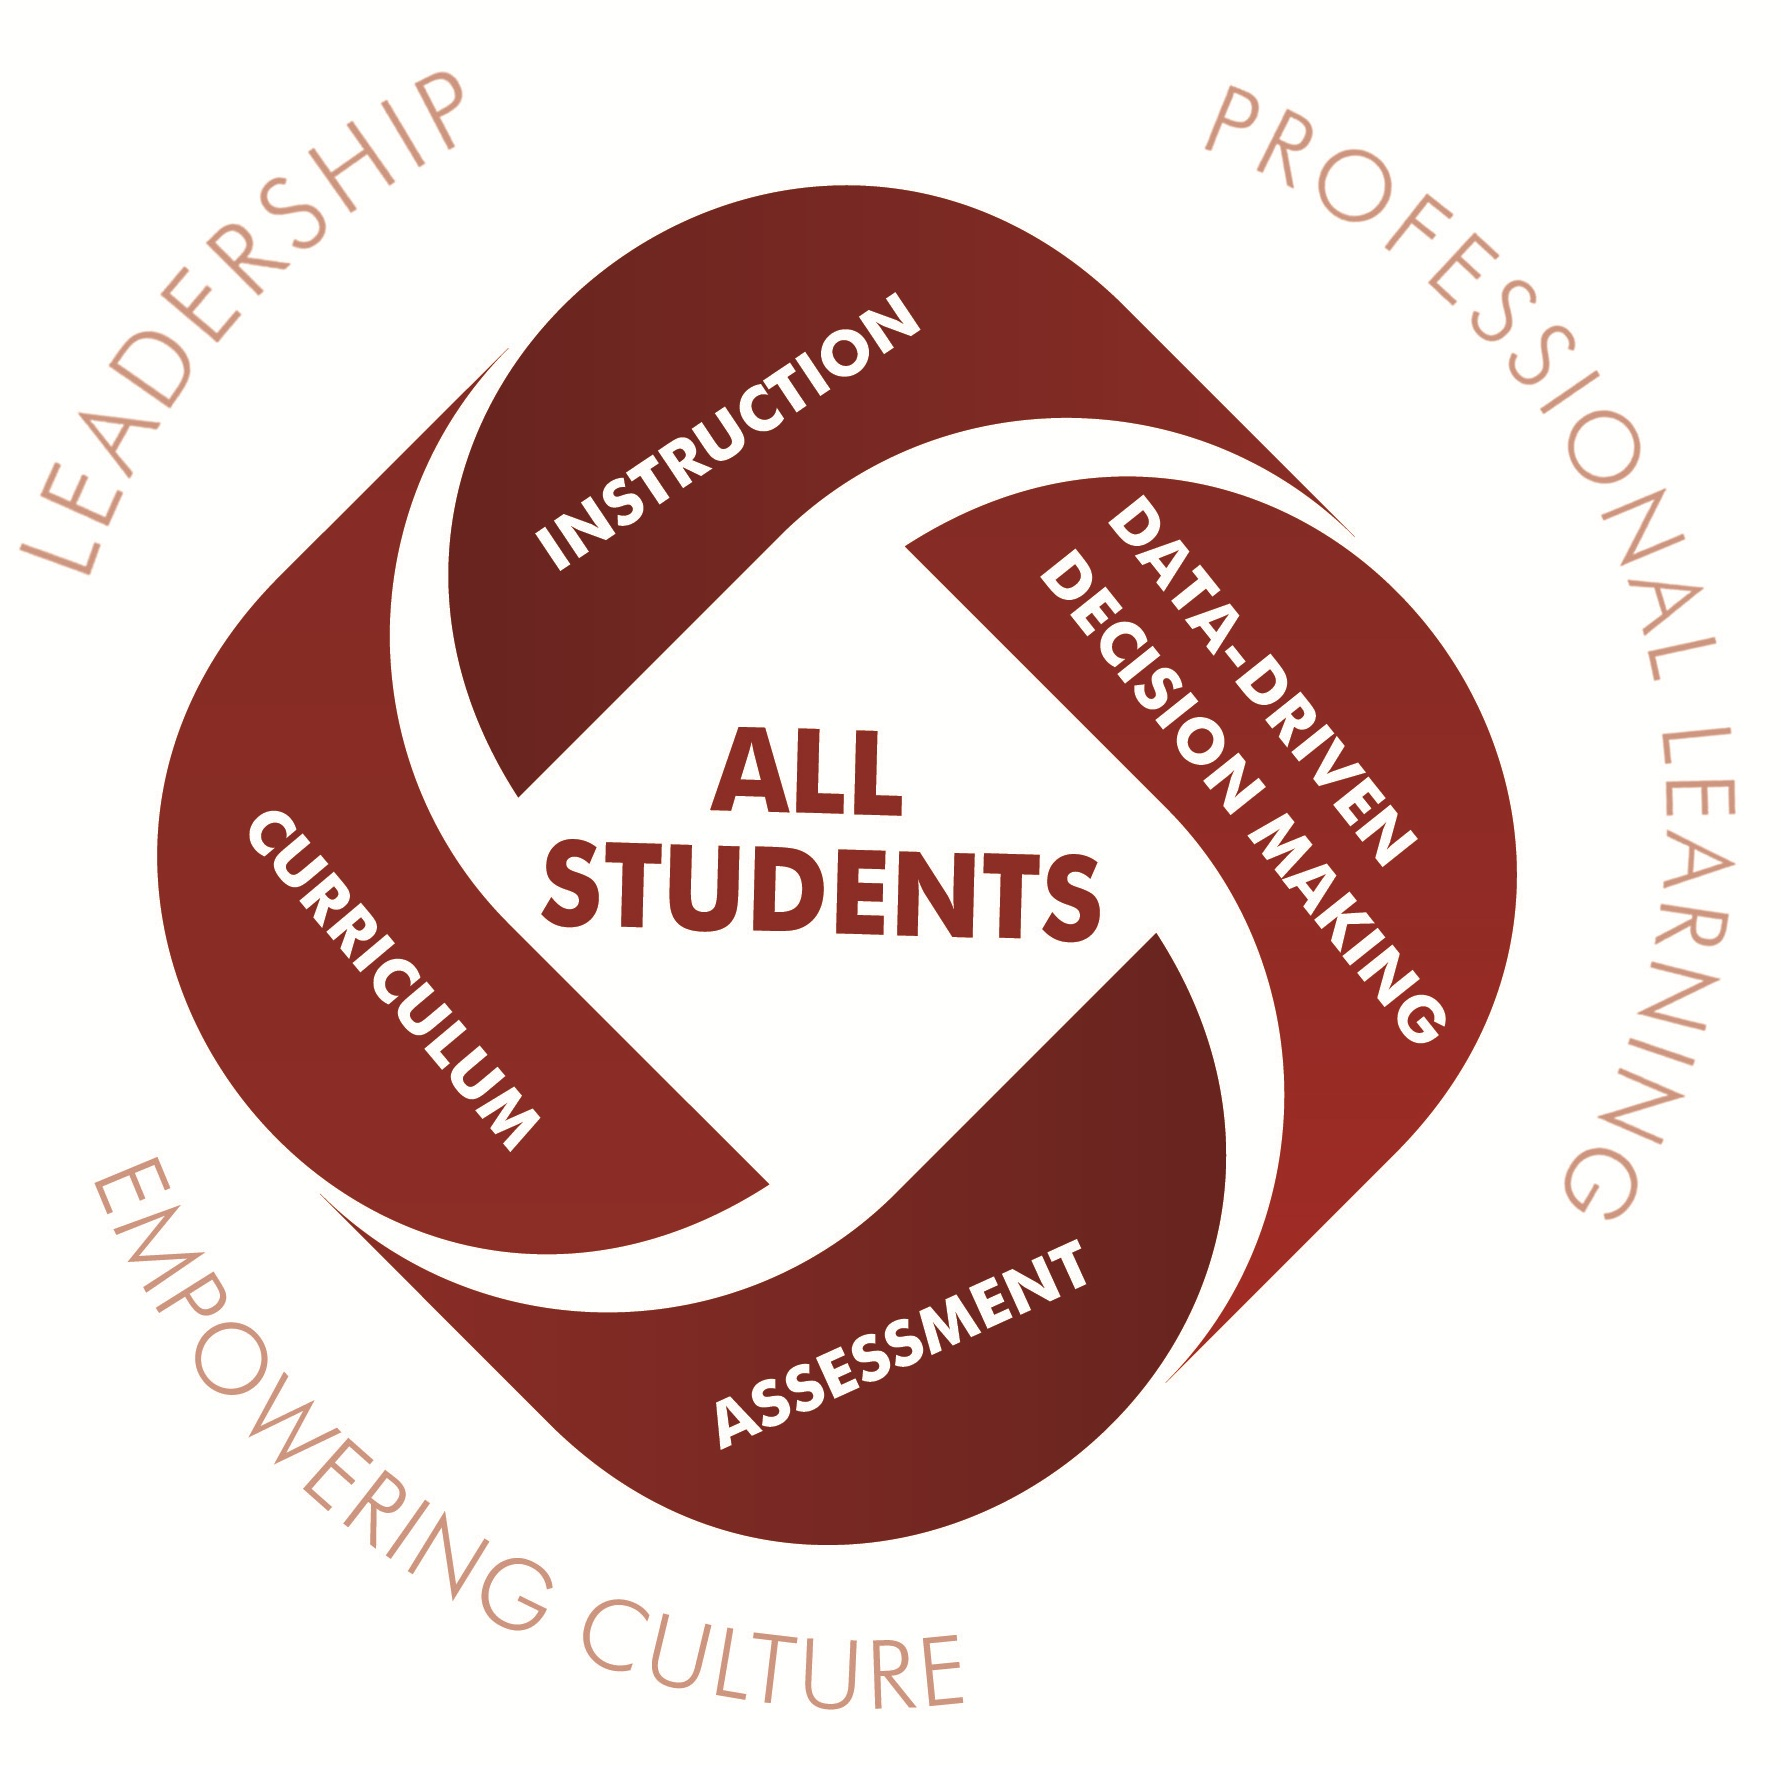 LEADERSHIP
PROFESSIONAL LEARNING
INSTRUCTION
DATA-DRIVEN
DECISION MAKING
ALL
STUDENTS
CURRICULUM
ASSESSMENT
EMPOWERING CULTURE